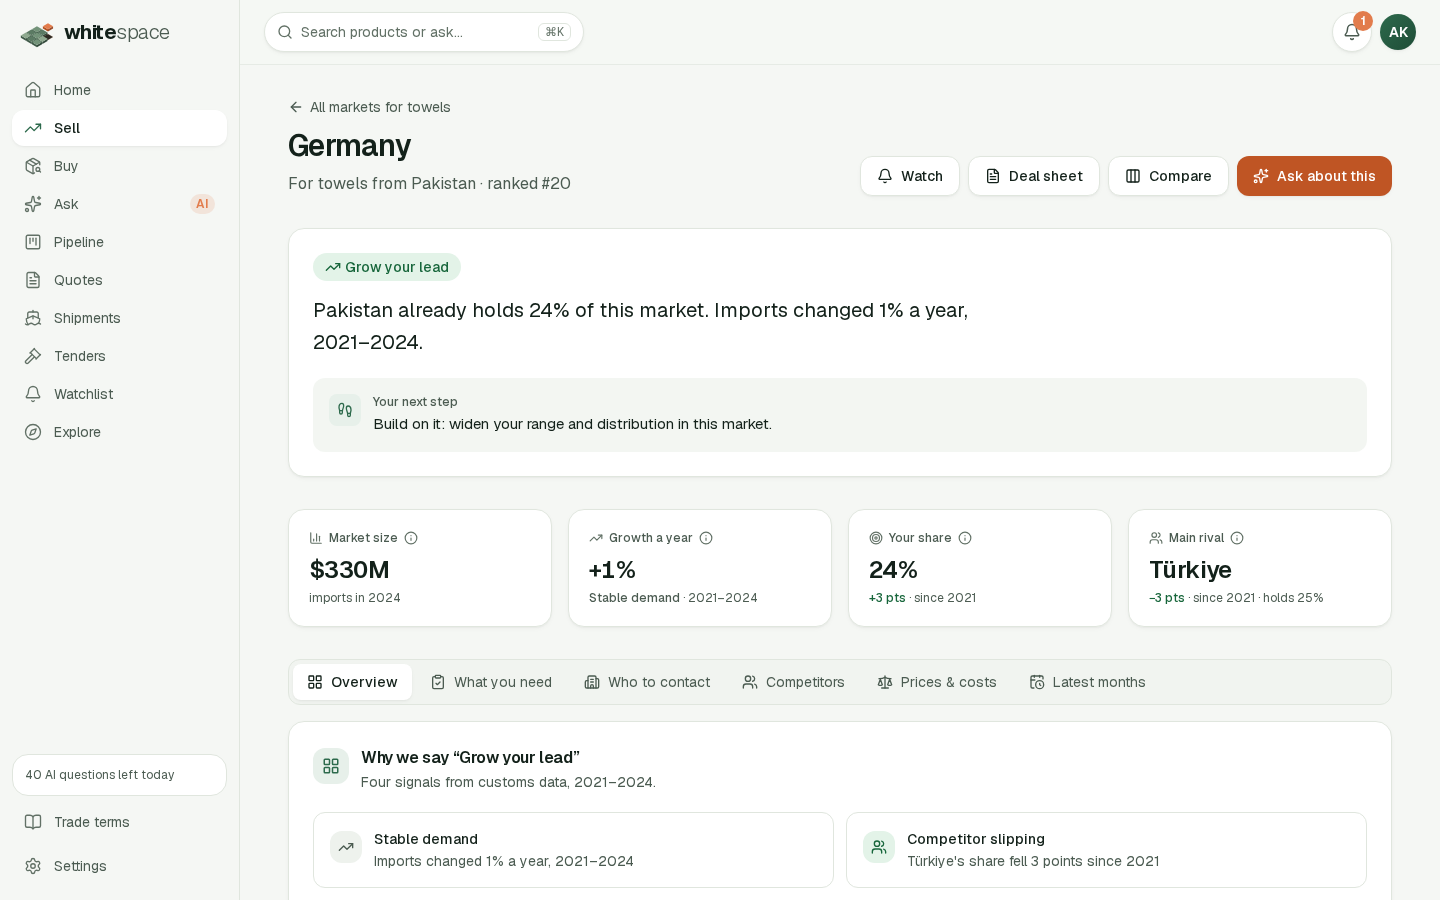 whitespace
Search products or ask...
⌘K
1
AK
Home
Sell
Buy
Ask
AI
Pipeline
Quotes
Shipments
Tenders
Watchlist
Explore
40 AI questions left today
Trade terms
Settings
All markets for towels
Germany
For towels from Pakistan · ranked #20
Watch
Deal sheet
Compare
Ask about this
Grow your lead
Pakistan already holds 24% of this market. Imports changed 1% a year,
2021–2024.
Your next step
Build on it: widen your range and distribution in this market.
Market size
$330M
imports in 2024
Growth a year
+1%
Stable demand · 2021–2024
Your share
24%
+3 pts · since 2021
Main rival
Türkiye
−3 pts · since 2021 · holds 25%
Overview
What you need
Who to contact
Competitors
Prices & costs
Latest months
Why we say “Grow your lead”
Four signals from customs data, 2021–2024.
Stable demand
Imports changed 1% a year, 2021–2024
Competitor slipping
Türkiye's share fell 3 points since 2021